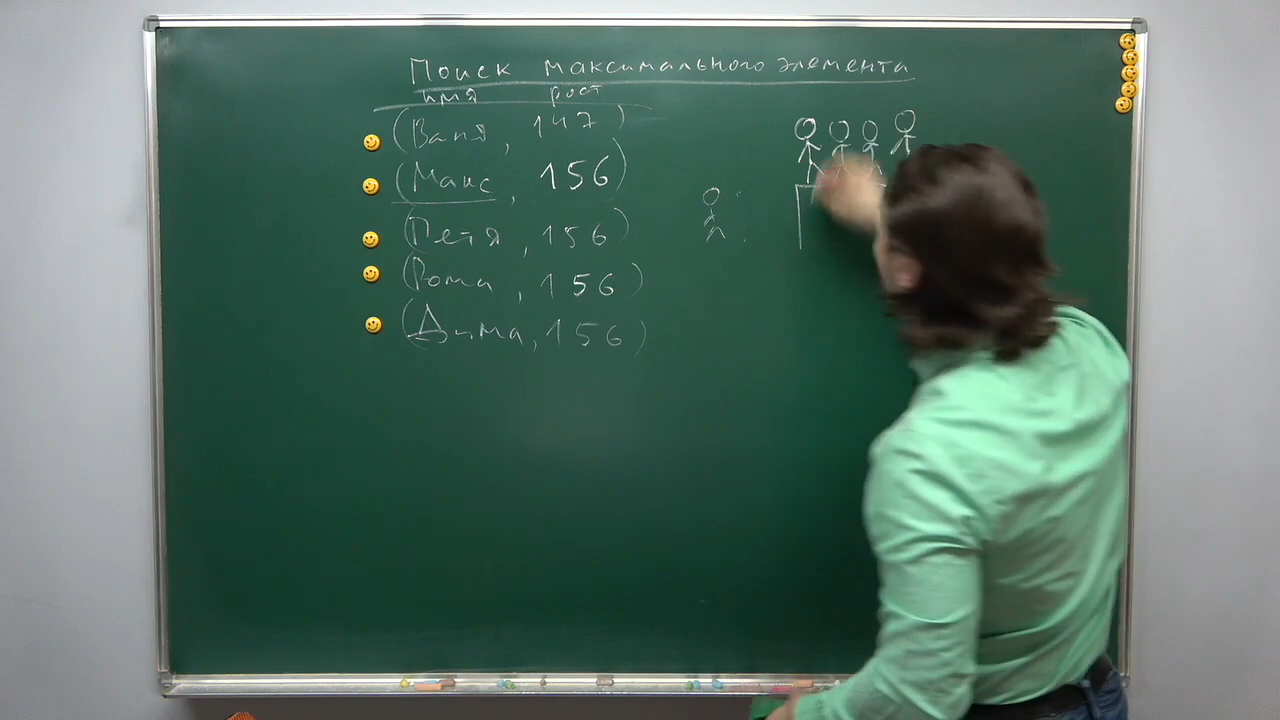 Поиск максимального элемента
имя рост
(Ваня, 147)
(Макс, 156)
(Петя, 156)
(Рома, 156)
(Дима, 156)